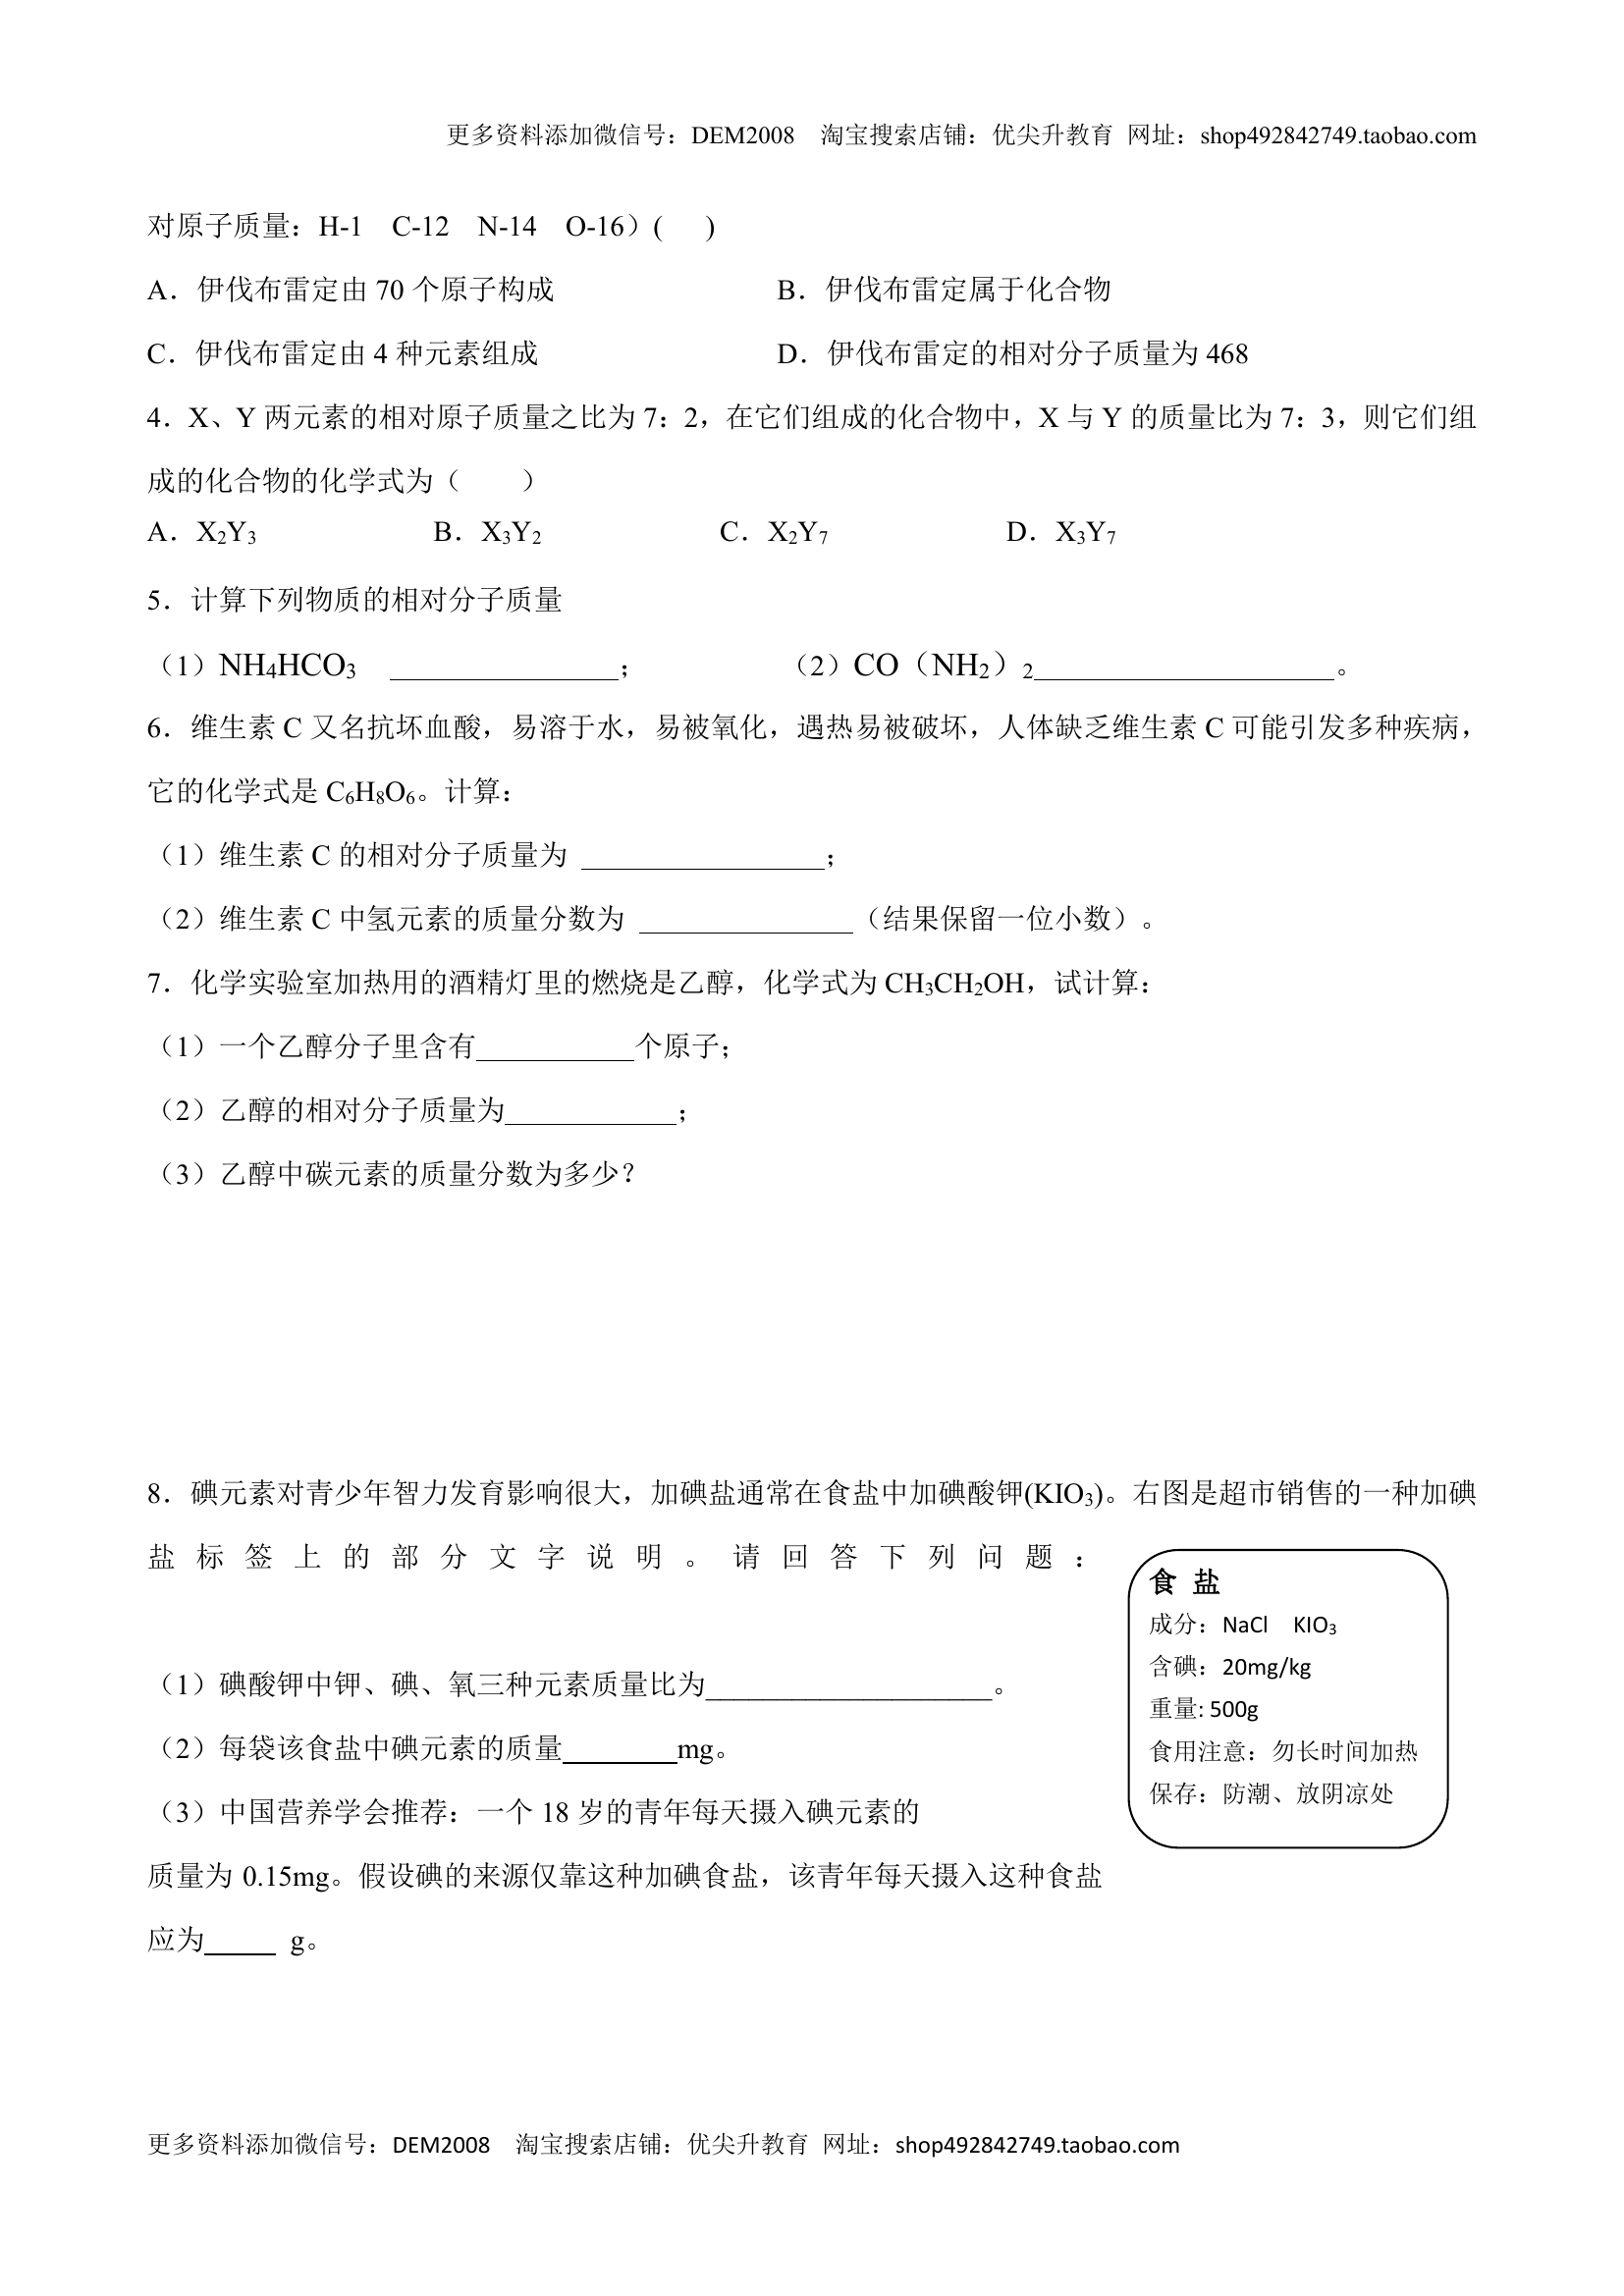 更多资料添加微信号：DEM2008 淘宝搜索店铺：优尖升教育 网址：shop492842749.taobao.com
对原子质量：H-1 C-12 N-14 O-16）( )
A．伊伐布雷定由 70 个原子构成 B．伊伐布雷定属于化合物
C．伊伐布雷定由 4 种元素组成 D．伊伐布雷定的相对分子质量为 468
4．X、Y 两元素的相对原子质量之比为 7：2，在它们组成的化合物中，X 与 Y 的质量比为 7：3，则它们组
成的化合物的化学式为（ ）
A．X₂Y₃ B．X₃Y₂ C．X₂Y₇ D．X₃Y₇
5．计算下列物质的相对分子质量
（1）NH₄HCO₃ ________________； （2）CO（NH₂）₂_____________________。
6．维生素 C 又名抗坏血酸，易溶于水，易被氧化，遇热易被破坏，人体缺乏维生素 C 可能引发多种疾病，
它的化学式是 C₆H₈O₆。计算：
（1）维生素 C 的相对分子质量为 _________________；
（2）维生素 C 中氢元素的质量分数为 _______________（结果保留一位小数）。
7．化学实验室加热用的酒精灯里的燃烧是乙醇，化学式为 CH₃CH₂OH，试计算：
（1）一个乙醇分子里含有___________个原子；
（2）乙醇的相对分子质量为____________；
（3）乙醇中碳元素的质量分数为多少？
8．碘元素对青少年智力发育影响很大，加碘盐通常在食盐中加碘酸钾(KIO₃)。右图是超市销售的一种加碘
盐标签上的部分文字说明。请回答下列问题：
食 盐
成分：NaCl KIO₃
含碘：20mg/kg
重量: 500g
食用注意：勿长时间加热
保存：防潮、放阴凉处
（1）碘酸钾中钾、碘、氧三种元素质量比为____________________。
（2）每袋该食盐中碘元素的质量________mg。
（3）中国营养学会推荐：一个 18 岁的青年每天摄入碘元素的
质量为 0.15mg。假设碘的来源仅靠这种加碘食盐，该青年每天摄入这种食盐
应为_____ g。
更多资料添加微信号：DEM2008 淘宝搜索店铺：优尖升教育 网址：shop492842749.taobao.com